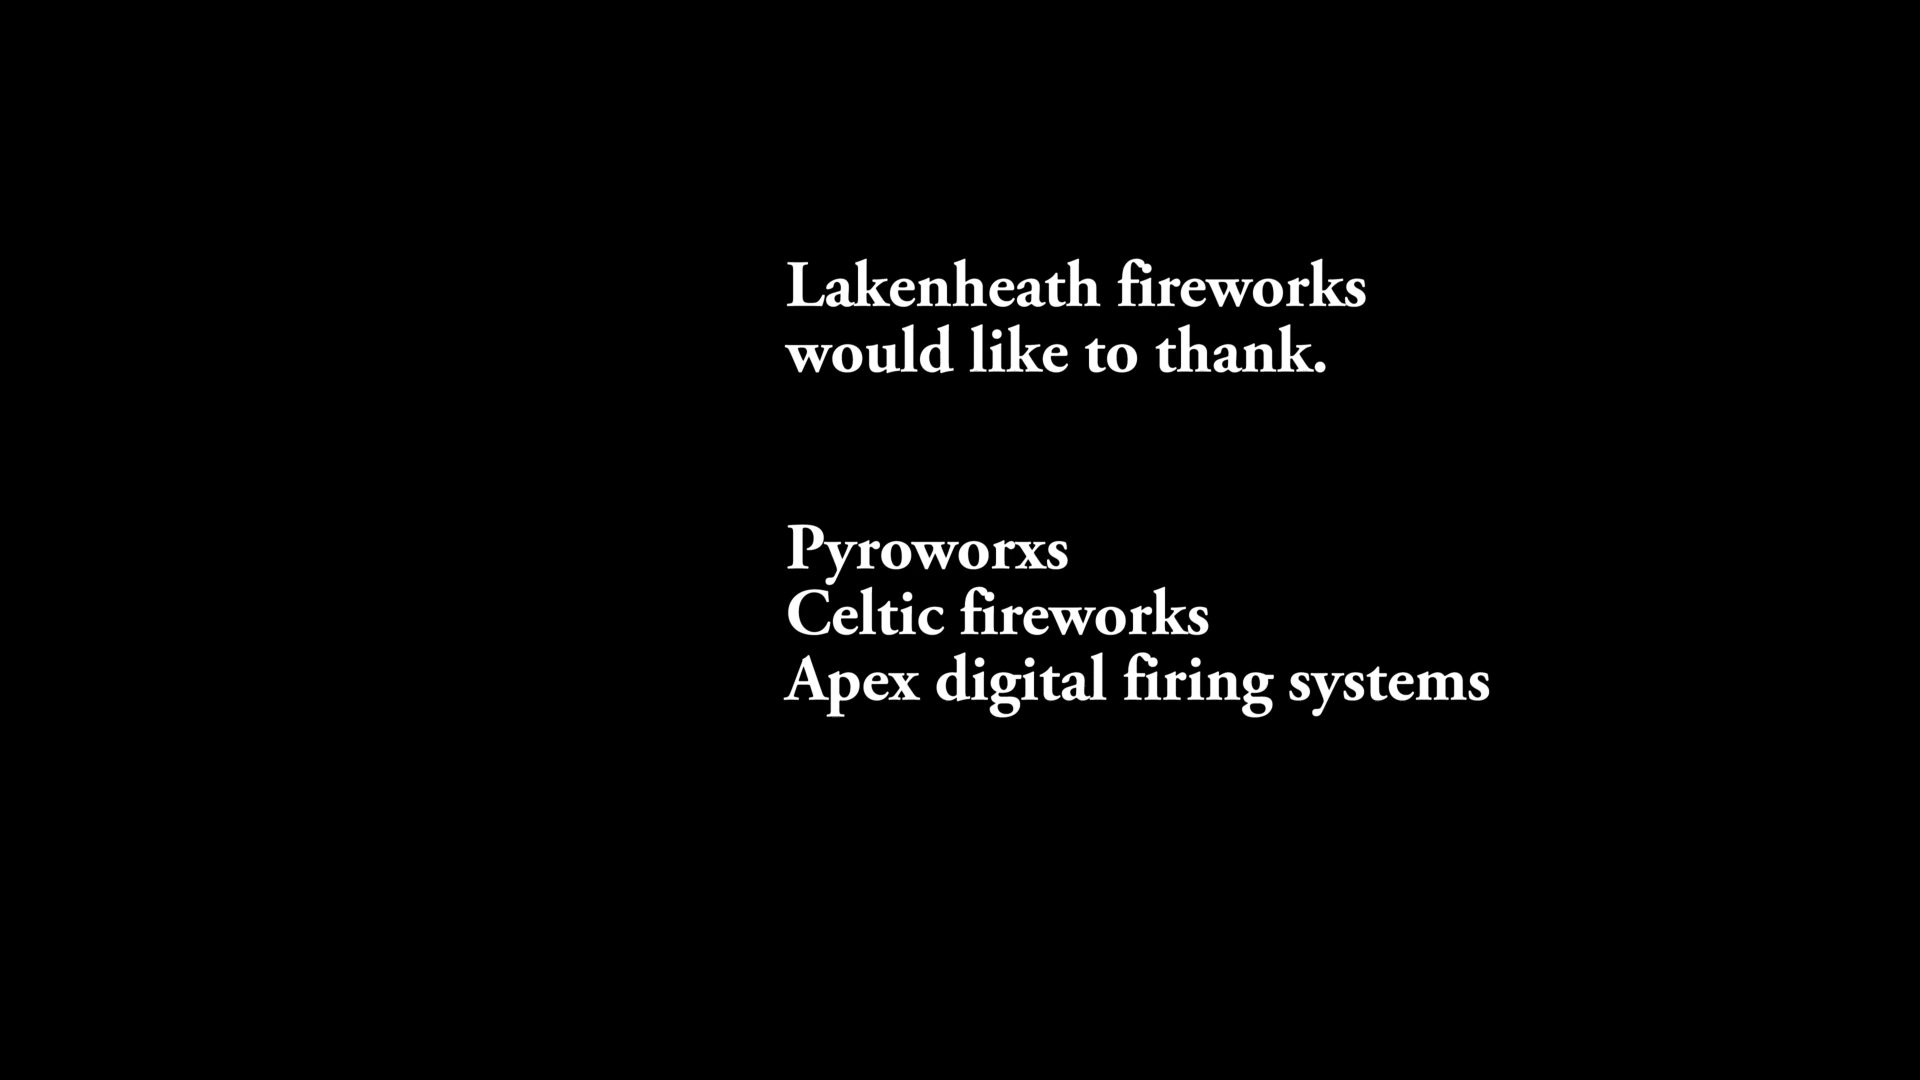 Lakenheath fireworks
would like to thank.
Pyroworxs
Celtic fireworks
Apex digital firing systems